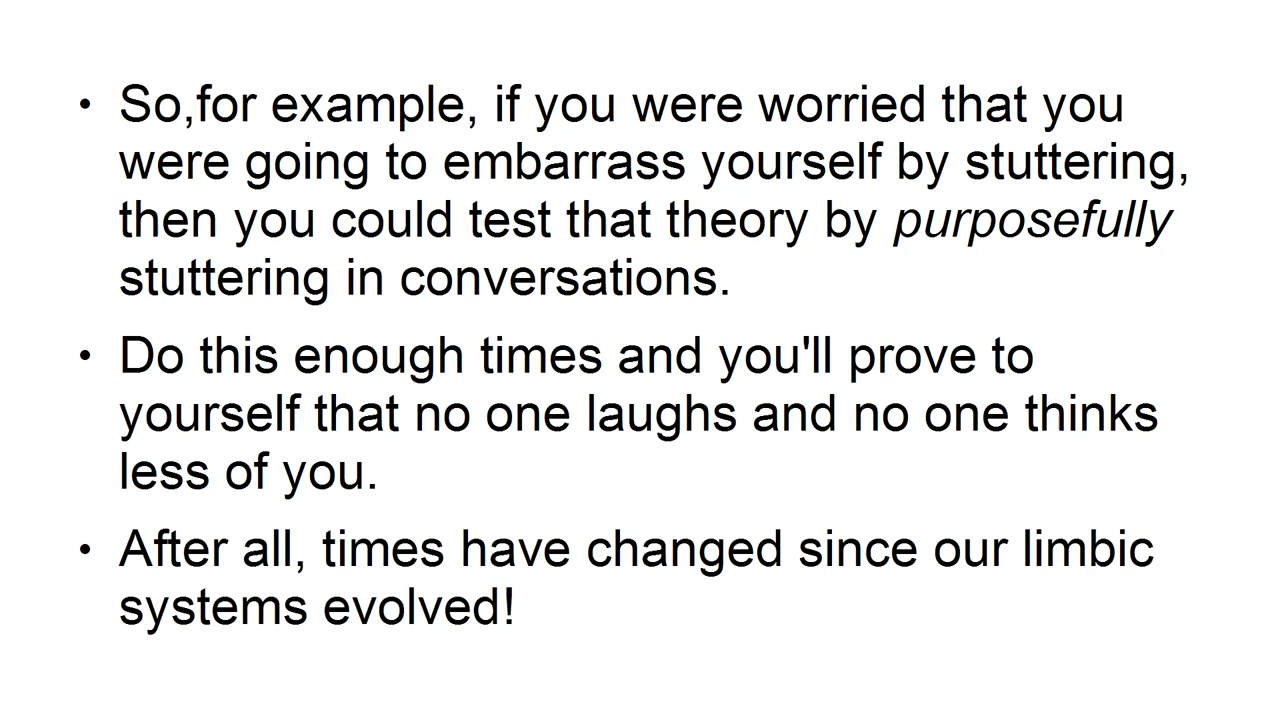 • So,for example, if you were worried that you
were going to embarrass yourself by stuttering,
then you could test that theory by purposefully
stuttering in conversations.
• Do this enough times and you'll prove to
yourself that no one laughs and no one thinks
less of you.
• After all, times have changed since our limbic
systems evolved!